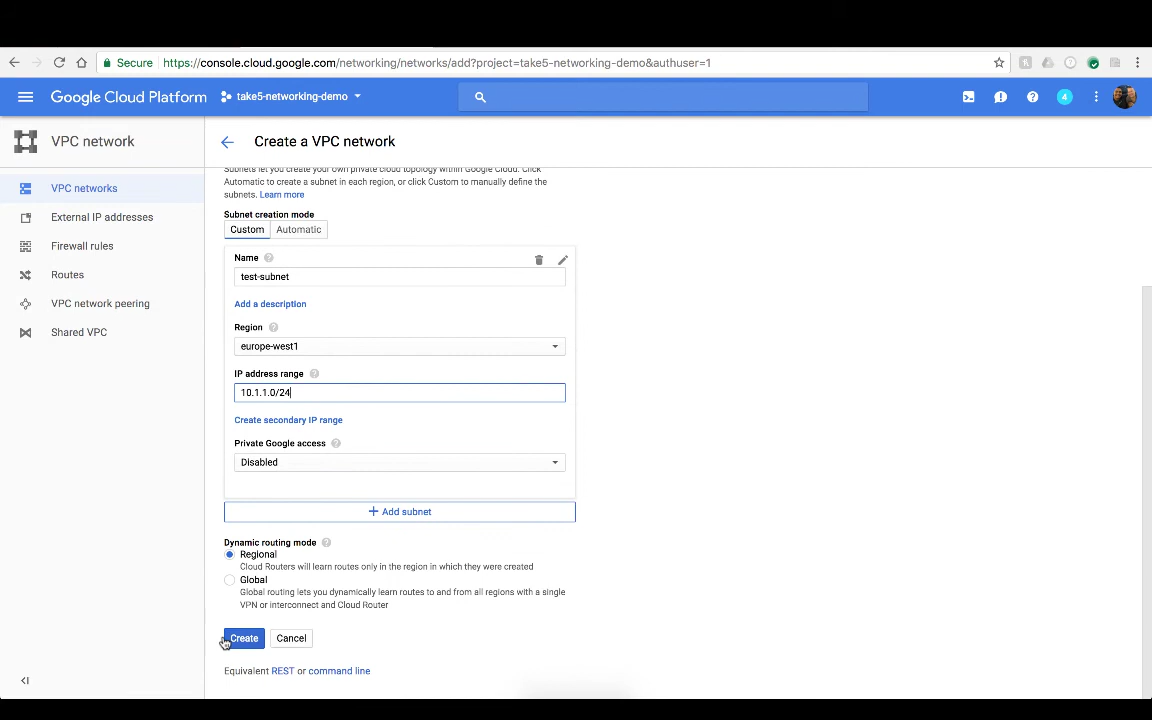 Secure
https://console.cloud.google.com/networking/networks/add?project=take5-networking-demo&authuser=1
Google Cloud Platform
take5-networking-demo
4
VPC network
Create a VPC network
VPC networks
External IP addresses
Firewall rules
Routes
VPC network peering
Shared VPC
Subnets let you create your own private cloud topology within Google Cloud. Click
Automatic to create a subnet in each region, or click Custom to manually define the
subnets. Learn more
Subnet creation mode
Custom
Automatic
Name
test-subnet
Add a description
Region
europe-west1
IP address range
10.1.1.0/24
Create secondary IP range
Private Google access
Disabled
+ Add subnet
Dynamic routing mode
Regional
Cloud Routers will learn routes only in the region in which they were created
Global
Global routing lets you dynamically learn routes to and from all regions with a single
VPN or interconnect and Cloud Router
Create
Cancel
Equivalent REST or command line